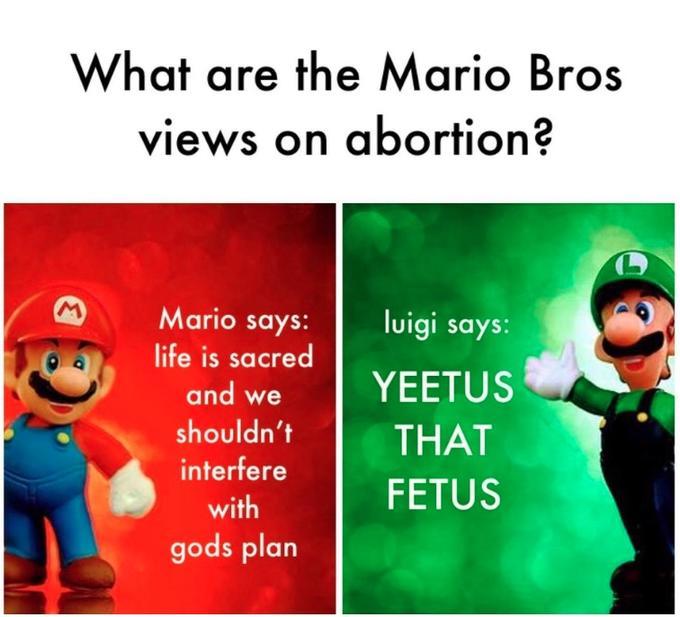 What are the Mario Bros
views on abortion?
M
Mario says:
life is sacred
and we
shouldn't
interfere
with
gods plan
L
luigi says:
YEETUS
THAT
FETUS